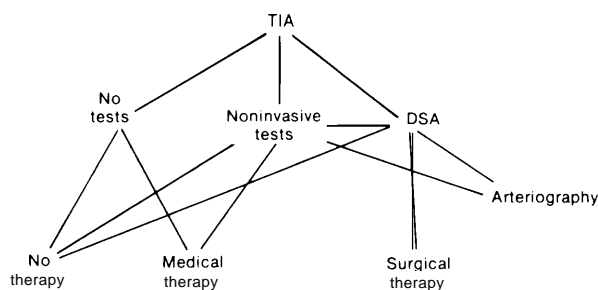 TIA
No
tests
Noninvasive
tests
DSA
Arteriography
No
therapy
Medical
therapy
Surgical
therapy